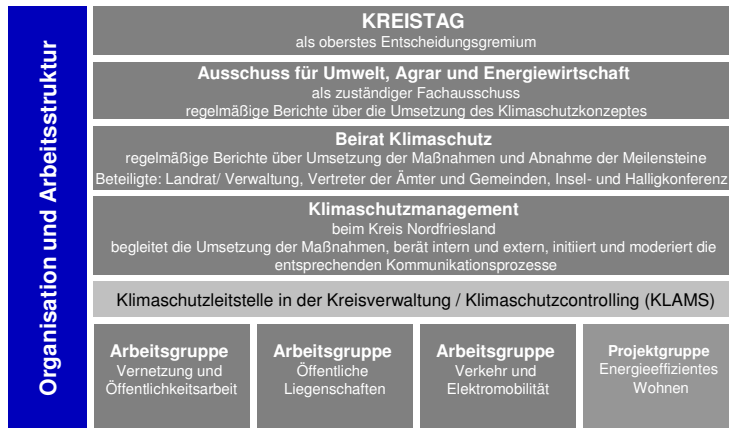 Organisation und Arbeitsstruktur
KREISTAG
als oberstes Entscheidungsgremium
Ausschuss für Umwelt, Agrar und Energiewirtschaft
als zuständiger Fachausschuss
regelmäßige Berichte über die Umsetzung des Klimaschutzkonzeptes
Beirat Klimaschutz
regelmäßige Berichte über Umsetzung der Maßnahmen und Abnahme der Meilensteine
Beteiligte: Landrat/ Verwaltung, Vertreter der Ämter und Gemeinden, Insel- und Halligkonferenz
Klimaschutzmanagement
beim Kreis Nordfriesland
begleitet die Umsetzung der Maßnahmen, berät intern und extern, initiiert und moderiert die
entsprechenden Kommunikationsprozesse
Klimaschutzleitstelle in der Kreisverwaltung / Klimaschutzcontrolling (KLAMS)
Arbeitsgruppe
Vernetzung und
Öffentlichkeitsarbeit
Arbeitsgruppe
Öffentliche
Liegenschaften
Arbeitsgruppe
Verkehr und
Elektromobilität
Projektgruppe
Energieeffizientes
Wohnen